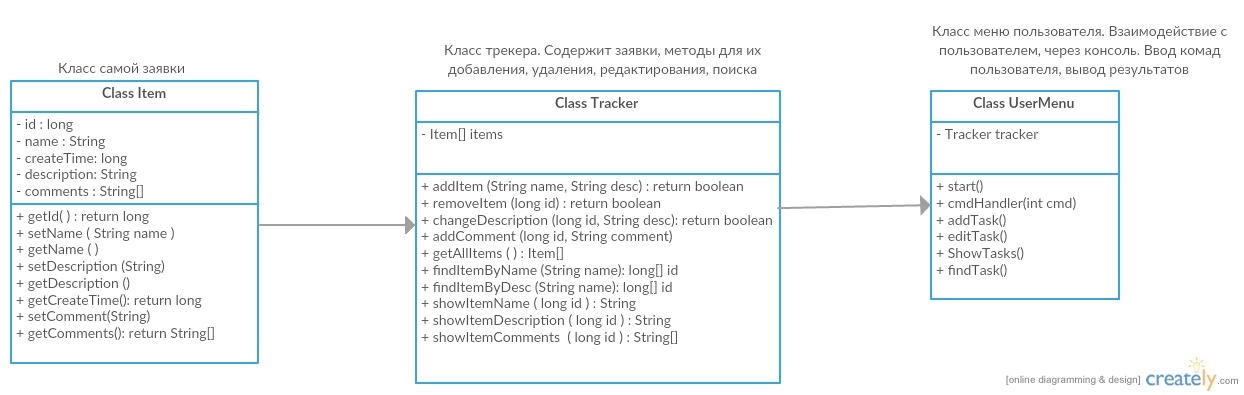 Класс самой заявки
Class Item
- id : long
- name : String
- createTime: long
- description: String
- comments : String[]
+ getId( ) : return long
+ setName ( String name )
+ getName ( )
+ setDescription (String)
+ getDescription ()
+ getCreateTime(): return long
+ setComment(String)
+ getComments(): return String[]
Класс трекера. Содержит заявки, методы для их
добавления, удаления, редактирования, поиска
Class Tracker
- Item[] items
+ addItem (String name, String desc) : return boolean
+ removeItem (long id) : return boolean
+ changeDescription (long id, String desc): return boolean
+ addComment (long id, String comment)
+ getAllItems ( ) : Item[]
+ findItemByName (String name): long[] id
+ findItemByDesc (String name): long[] id
+ showItemName ( long id ) : String
+ showItemDescription ( long id ) : String
+ showItemComments  ( long id ) : String[]
Класс меню пользователя. Взаимодействие с
пользователем, через консоль. Ввод комад
пользователя, вывод результатов
Class UserMenu
- Tracker tracker
+ start()
+ cmdHandler(int cmd)
+ addTask()
+ editTask()
+ ShowTasks()
+ findTask()
[online diagramming & design] creately.com